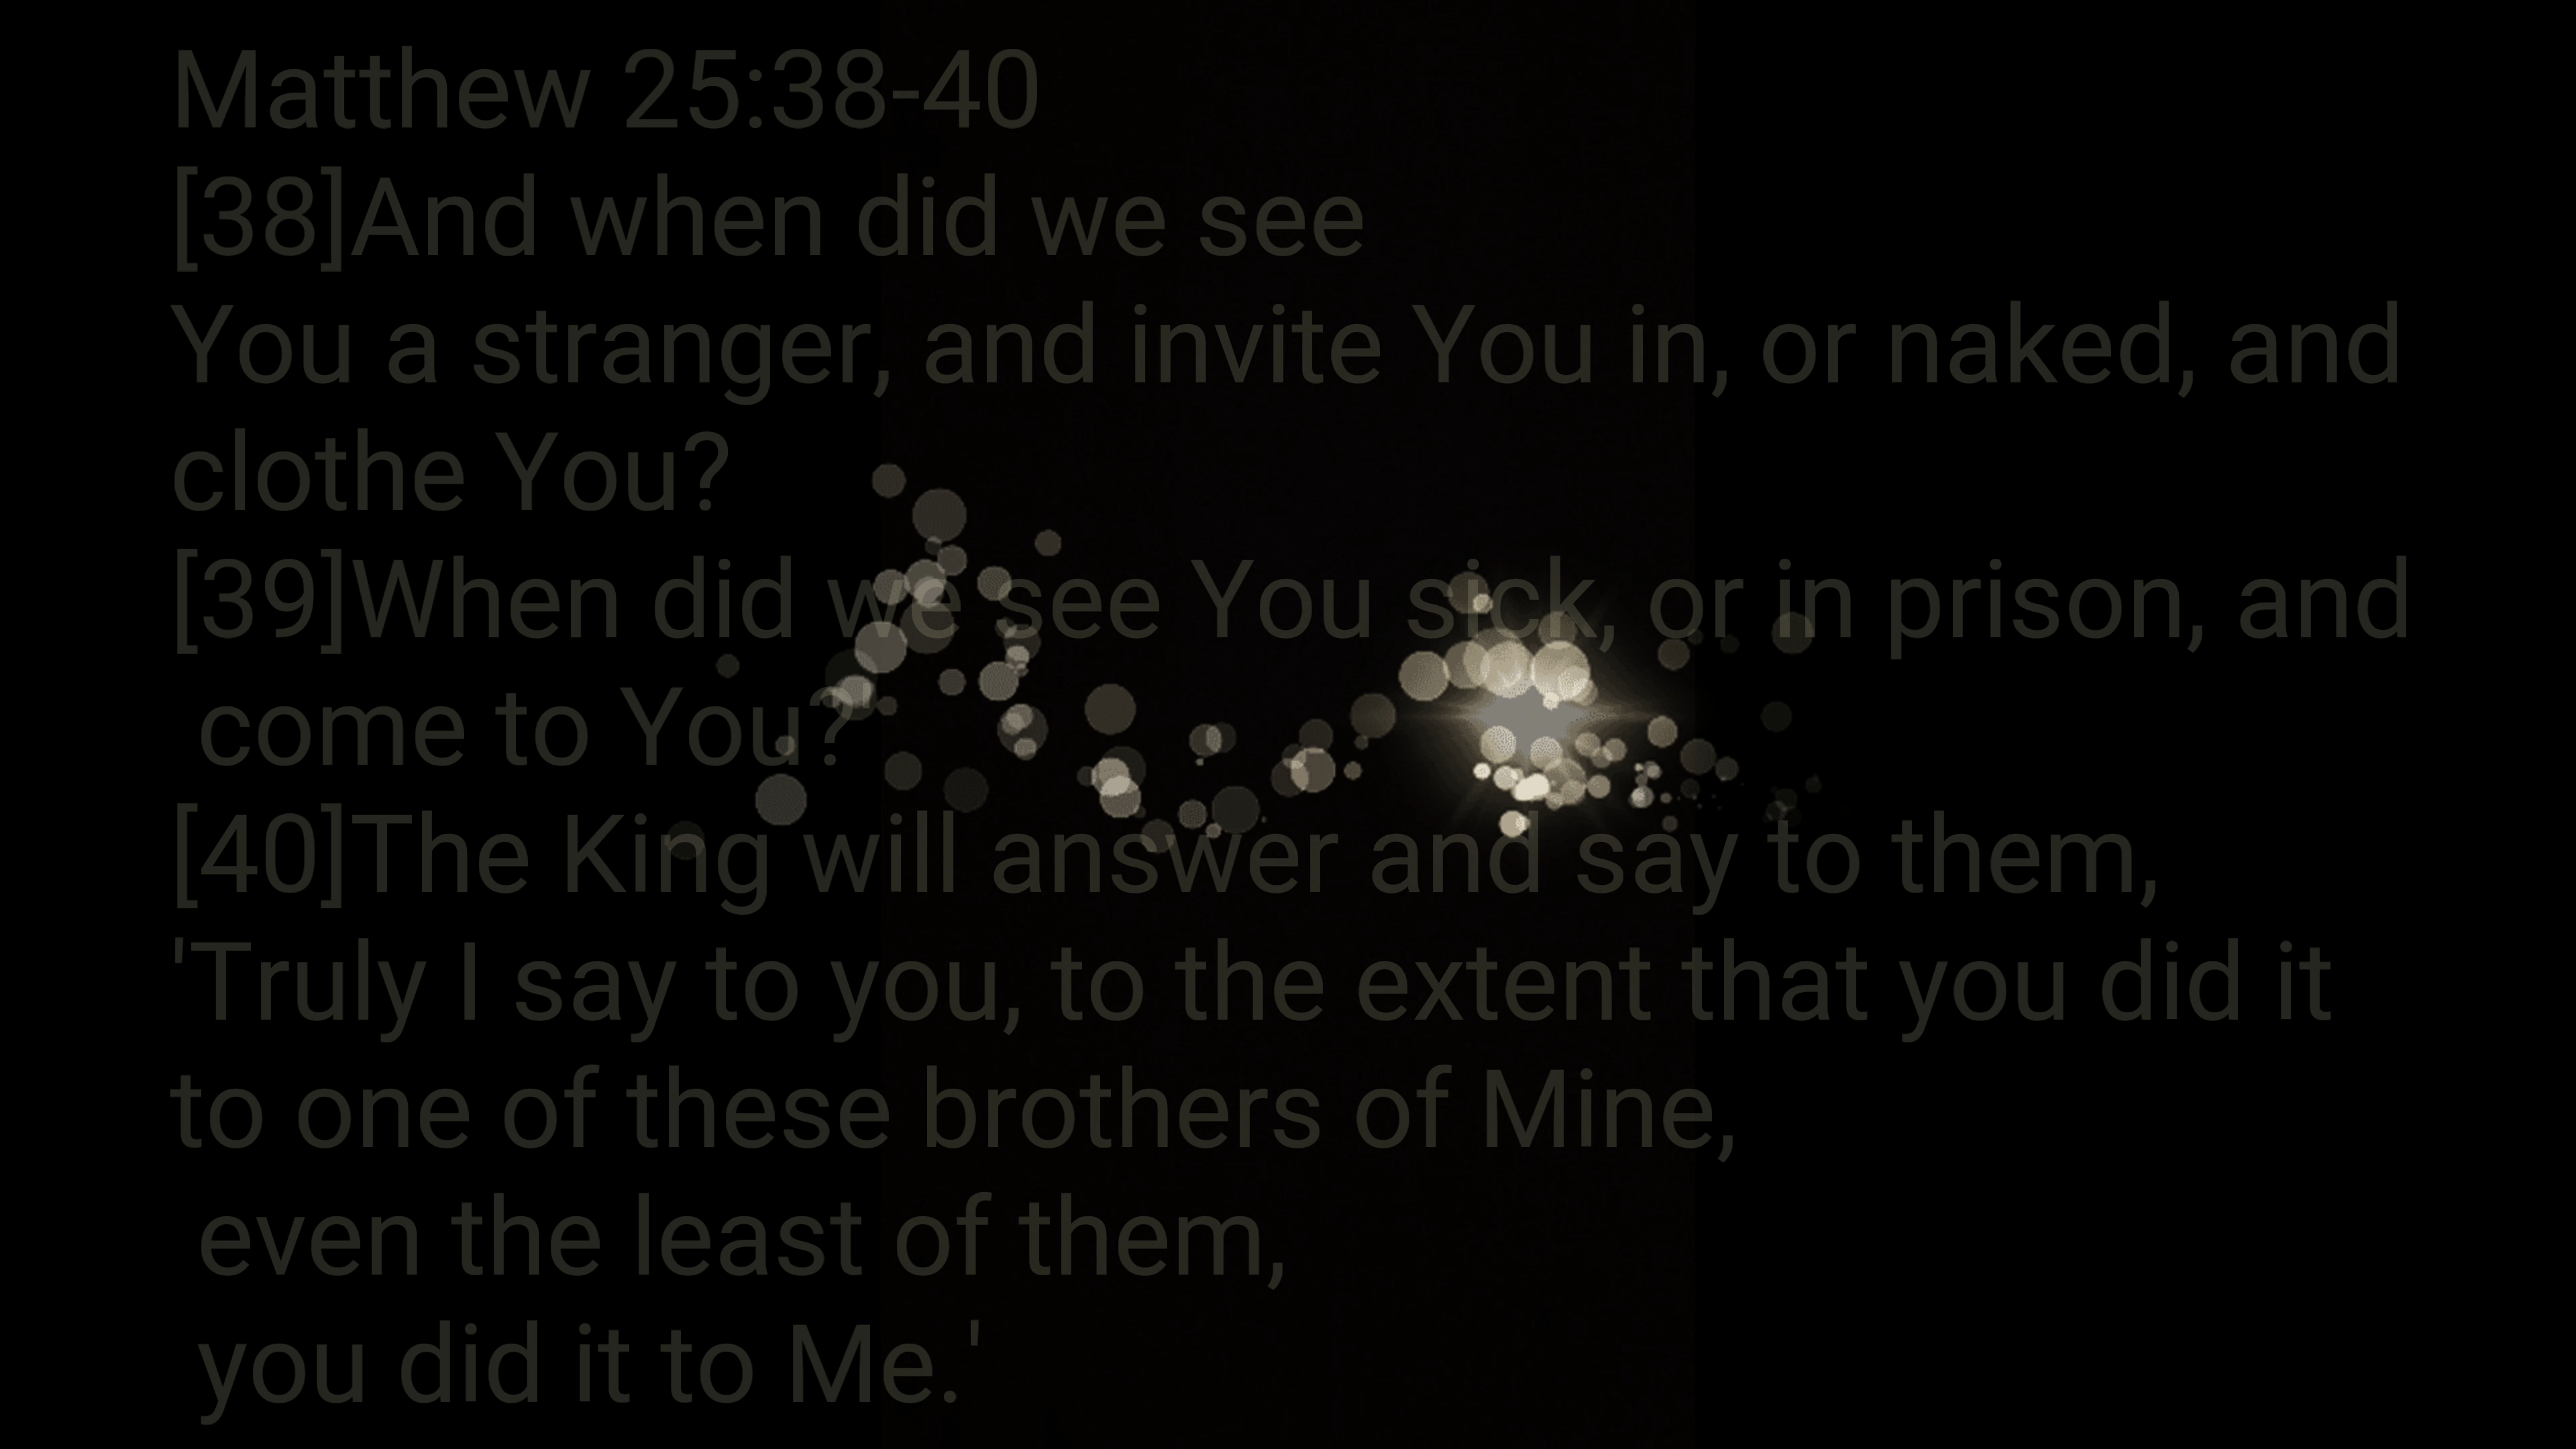 Matthew 25:38-40
[38]And when did we see
You a stranger, and invite You in, or naked, and
clothe You?
[39]When did we see You sick, or in prison, and
come to You?'
[40]The King will answer and say to them,
'Truly I say to you, to the extent that you did it
to one of these brothers of Mine,
even the least of them,
you did it to Me.'